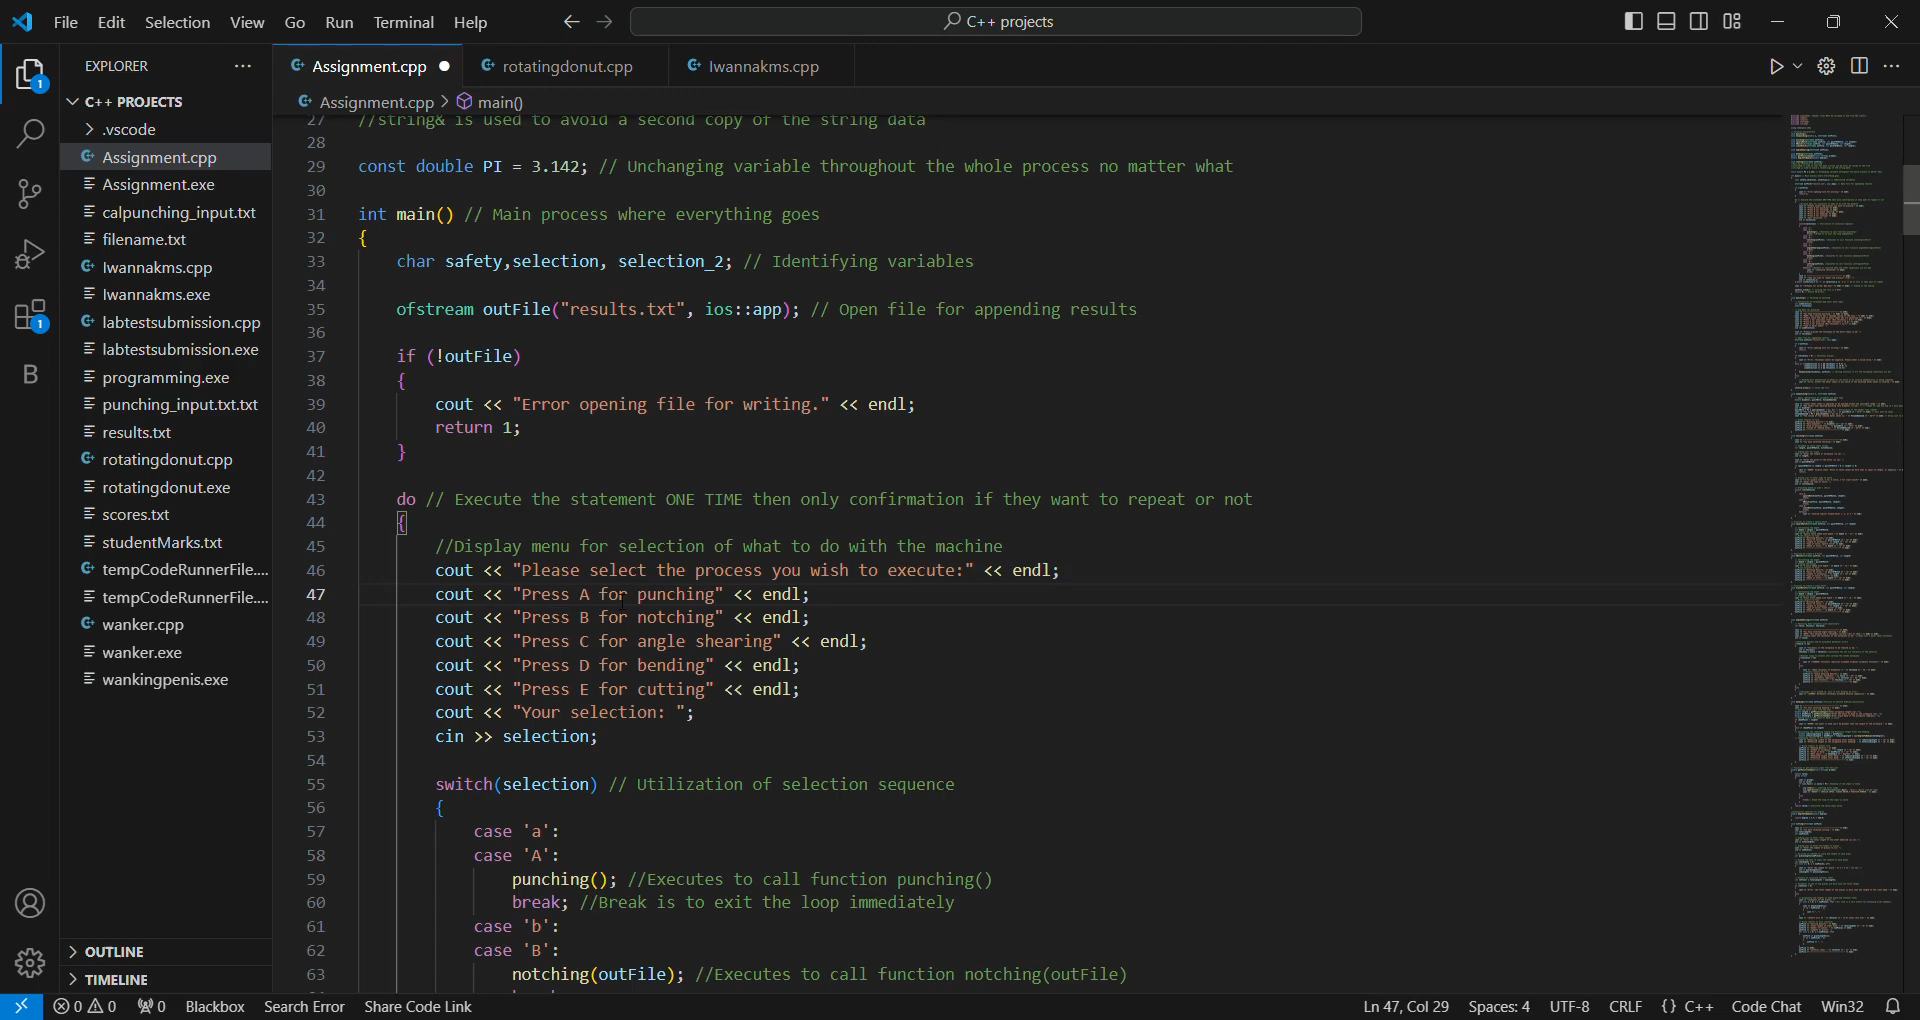 File Edit Selection View Go Run Terminal Help
C++ projects
EXPLORER
C++ PROJECTS
.vscode
Assignment.cpp
Assignment.exe
calpunching_input.txt
filename.txt
Iwannakms.cpp
Iwannakms.exe
labtestsubmission.cpp
labtestsubmission.exe
programming.exe
punching_input.txt.txt
results.txt
rotatingdonut.cpp
rotatingdonut.exe
scores.txt
studentMarks.txt
tempCodeRunnerFile....
tempCodeRunnerFile....
wanker.cpp
wanker.exe
wankingpenis.exe
OUTLINE
TIMELINE
1
1
B
Assignment.cpp rotatingdonut.cpp Iwannakms.cpp
Assignment.cpp > main()
27 //string& is used to avoid a second copy of the string data
28
29 const double PI = 3.142; // Unchanging variable throughout the whole process no matter what
30
31 int main() // Main process where everything goes
32 {
33 char safety,selection, selection_2; // Identifying variables
34
35 ofstream outFile("results.txt", ios::app); // Open file for appending results
36
37 if (!outFile)
38 {
39 cout << "Error opening file for writing." << endl;
40 return 1;
41 }
42
43 do // Execute the statement ONE TIME then only confirmation if they want to repeat or not
44 {
45 //Display menu for selection of what to do with the machine
46 cout << "Please select the process you wish to execute:" << endl;
47 cout << "Press A for punching" << endl;
48 cout << "Press B for notching" << endl;
49 cout << "Press C for angle shearing" << endl;
50 cout << "Press D for bending" << endl;
51 cout << "Press E for cutting" << endl;
52 cout << "Your selection: ";
53 cin >> selection;
54
55 switch(selection) // Utilization of selection sequence
56 {
57 case 'a':
58 case 'A':
59 punching(); //Executes to call function punching()
60 break; //Break is to exit the loop immediately
61 case 'b':
62 case 'B':
63 notching(outFile); //Executes to call function notching(outFile)
0 0 0 Blackbox Search Error Share Code Link Ln 47, Col 29 Spaces: 4 UTF-8 CRLF {} C++ Code Chat Win32